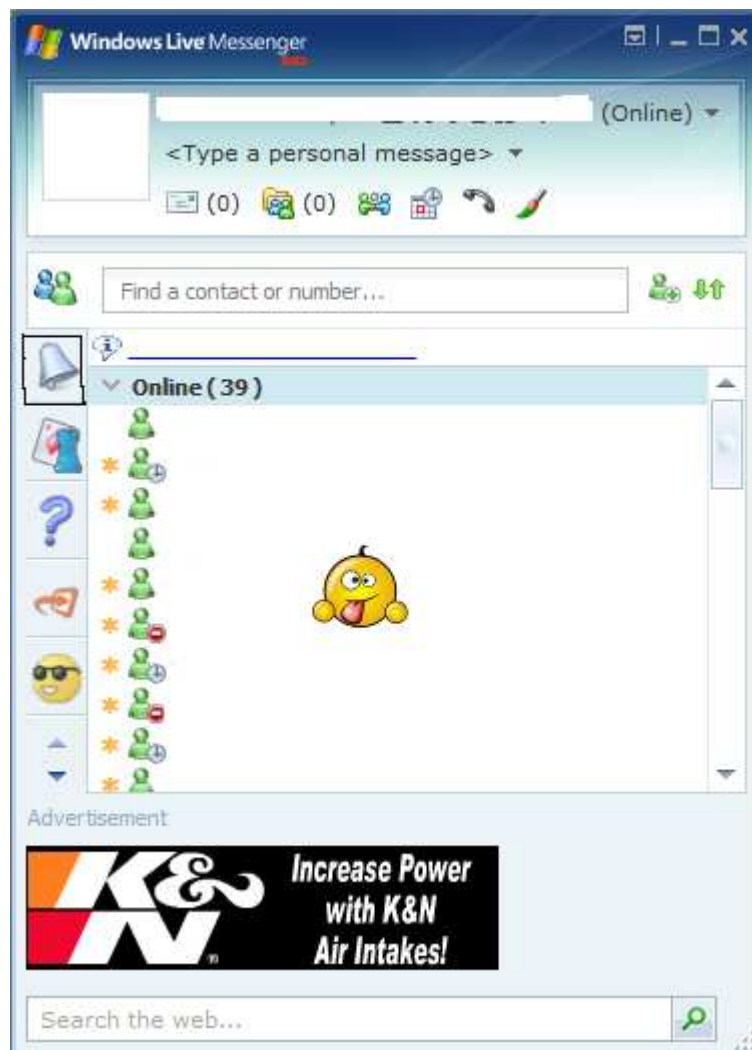 Windows Live Messenger
beta
(Online)
<Type a personal message>
(0) (0)
Find a contact or number...
Online ( 39 )
Advertisement
K&N
Increase Power
with K&N
Air Intakes!
Search the web...